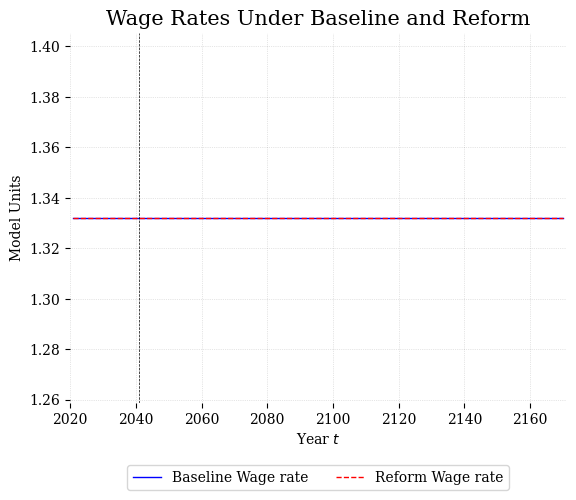 Wage Rates Under Baseline and Reform
1.40
1.38
1.36
1.34
1.32
1.30
1.28
1.26
Model Units
2020 2040 2060 2080 2100 2120 2140 2160
Year t
Baseline Wage rate Reform Wage rate